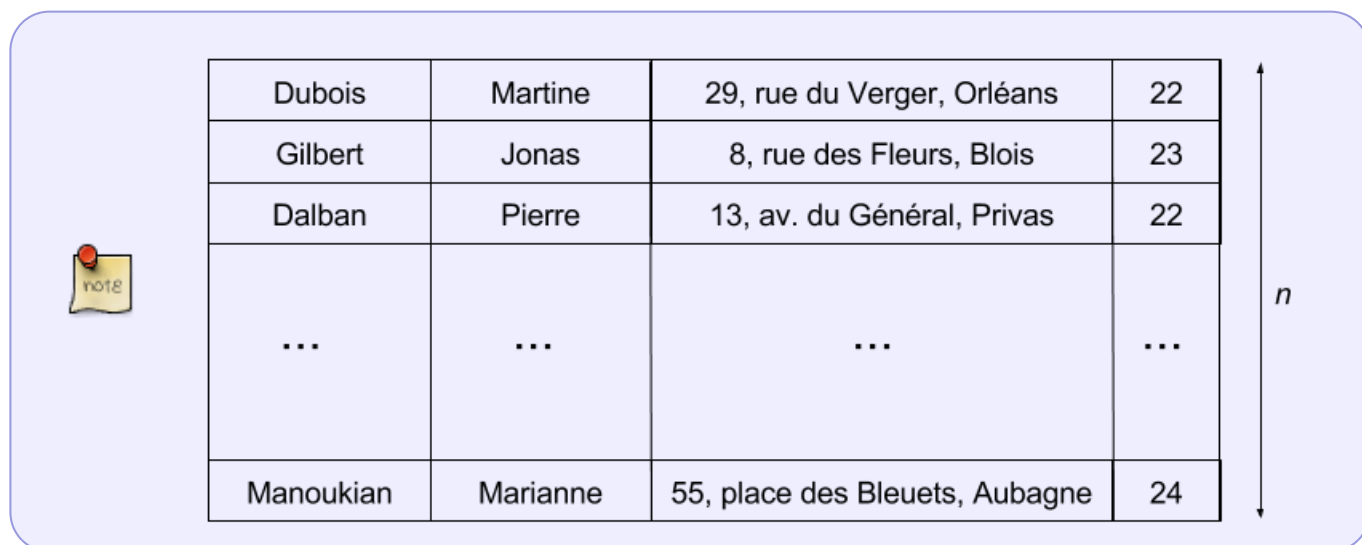 Dubois Martine 29, rue du Verger, Orléans 22
Gilbert Jonas 8, rue des Fleurs, Blois 23
Dalban Pierre 13, av. du Général, Privas 22
note
... ... ... ...
n
Manoukian Marianne 55, place des Bleuets, Aubagne 24